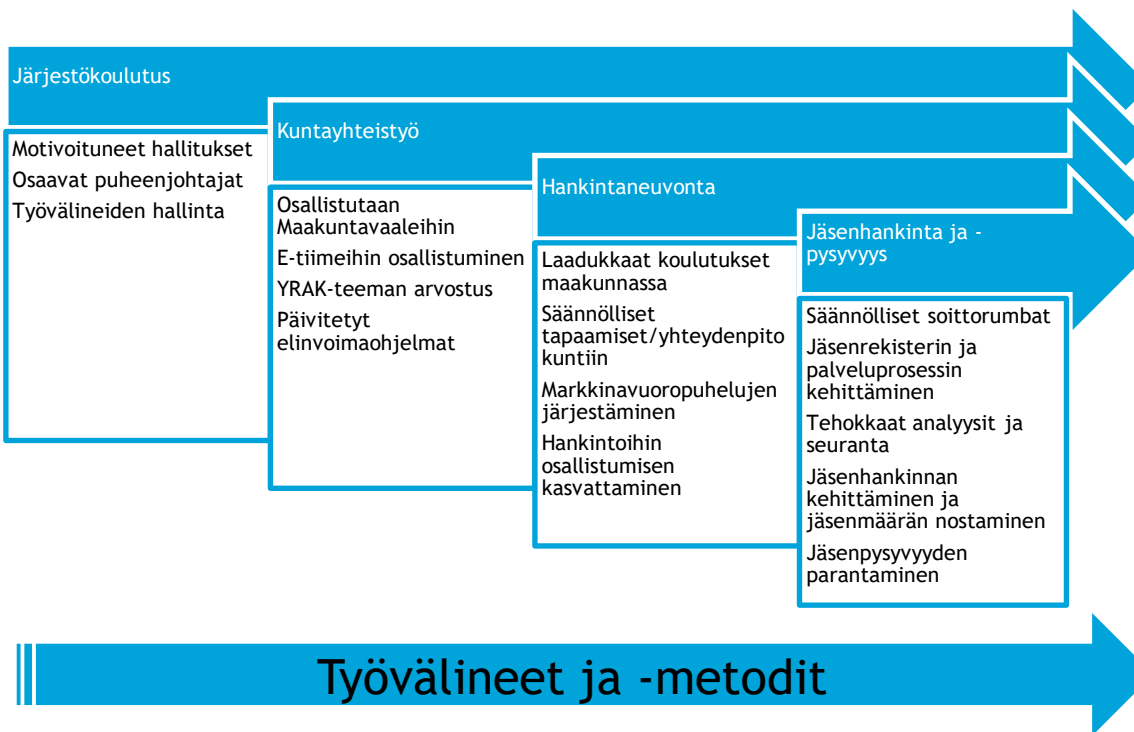 Järjestökoulutus
Motivoituneet hallitukset
Osaavat puheenjohtajat
Työvälineiden hallinta
Kuntayhteistyö
Osallistutaan
Maakuntavaaleihin
E-tiimeihin osallistuminen
YRAK-teeman arvostus
Päivitetyt
elinvoimaohjelmat
Hankintaneuvonta
Laadukkaat koulutukset
maakunnassa
Säännölliset
tapaamiset/yhteydenpito
kuntiin
Markkinavuoropuhelujen
järjestäminen
Hankintoihin
osallistumisen
kasvattaminen
Jäsenhankinta ja -
pysyvyys
Säännölliset soittorumbat
Jäsenrekisterin ja
palveluprosessin
kehittäminen
Tehokkaat analyysit ja
seuranta
Jäsenhankinnan
kehittäminen ja
jäsenmäärän nostaminen
Jäsenpysyvyyden
parantaminen
Työvälineet ja -metodit